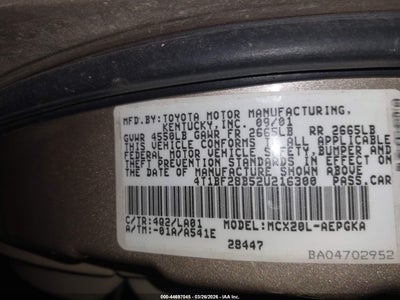 MFD.BY:TOYOTA MOTOR MANUFACTURING,
KENTUCKY,INC. 09/01
GVWR 4550LB GAWR FR 2665LB RR 2665LB
THIS VEHICLE CONFORMS TO ALL APPLICABLE
FEDERAL MOTOR VEHICLE SAFETY,BUMPER AND
THEFT PREVENTION STANDARDS IN EFFECT ON
THE DATE OF MANUFACTURE SHOWN ABOVE.
4T1BF28B52U216300 PASS.CAR
C/TR:4Q2/LA01 MODEL:MCX20L-AEPGKA
A/TM:-01A/A541E
28447
BA04702952
000-44697045 | 03/26/2026 | © IAA, LLC